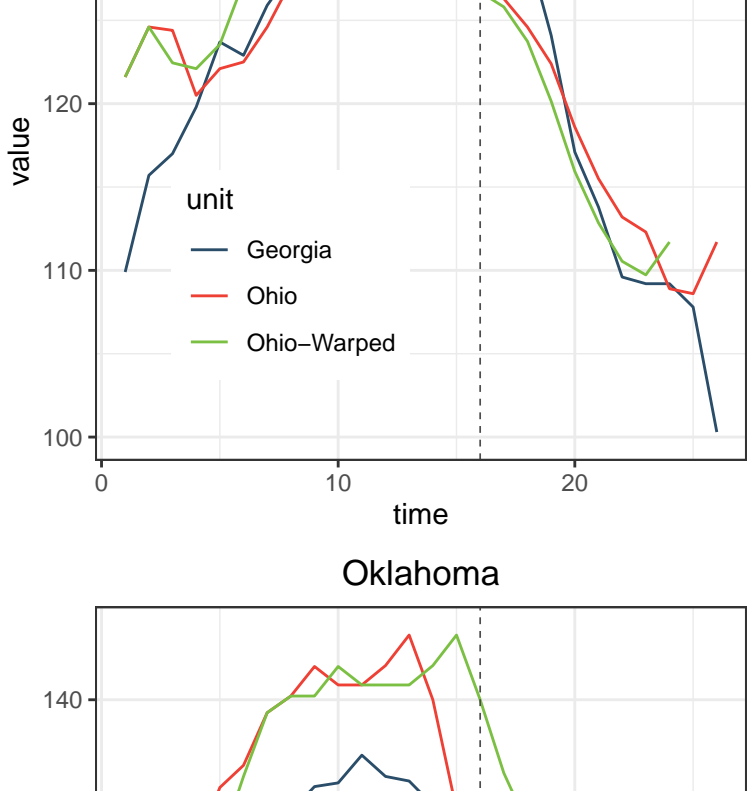 120
value
unit
Georgia
110
Ohio
Ohio−Warped
100
0 10 20
time
Oklahoma
140